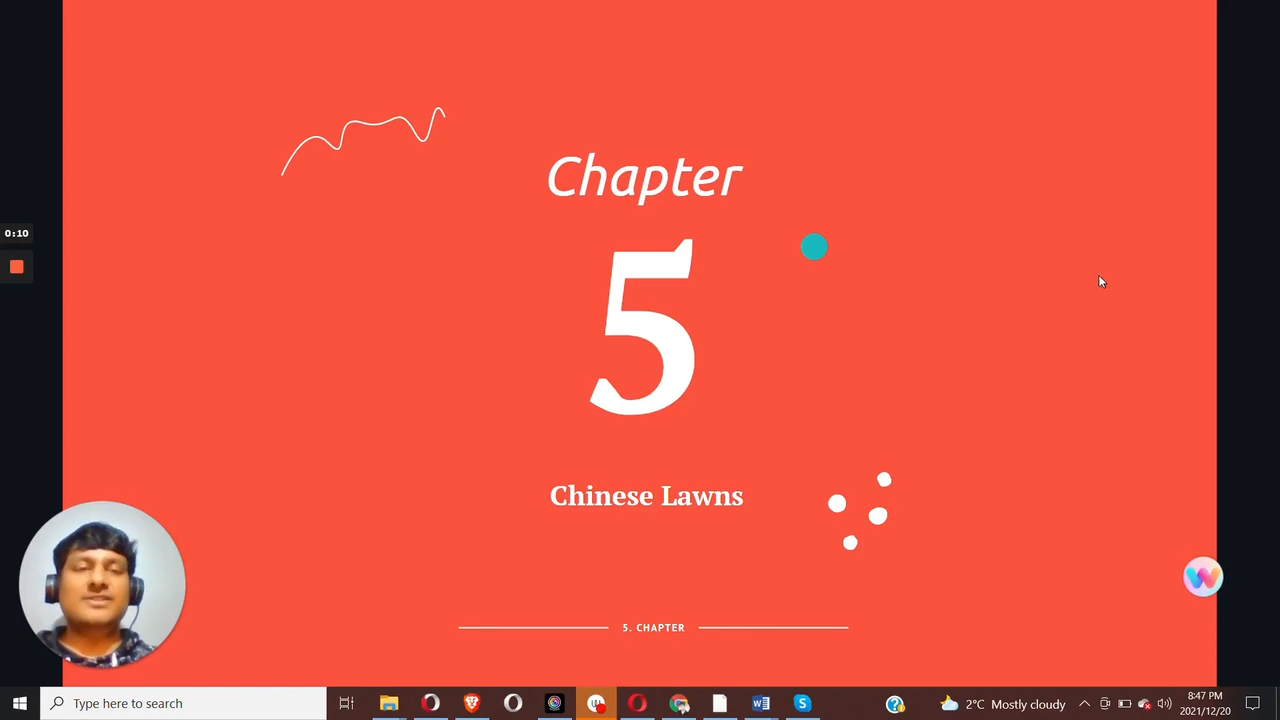 Chapter
5
0:10
Chinese Lawns
5. CHAPTER
Type here to search
2°C Mostly cloudy
8:47 PM
2021/12/20